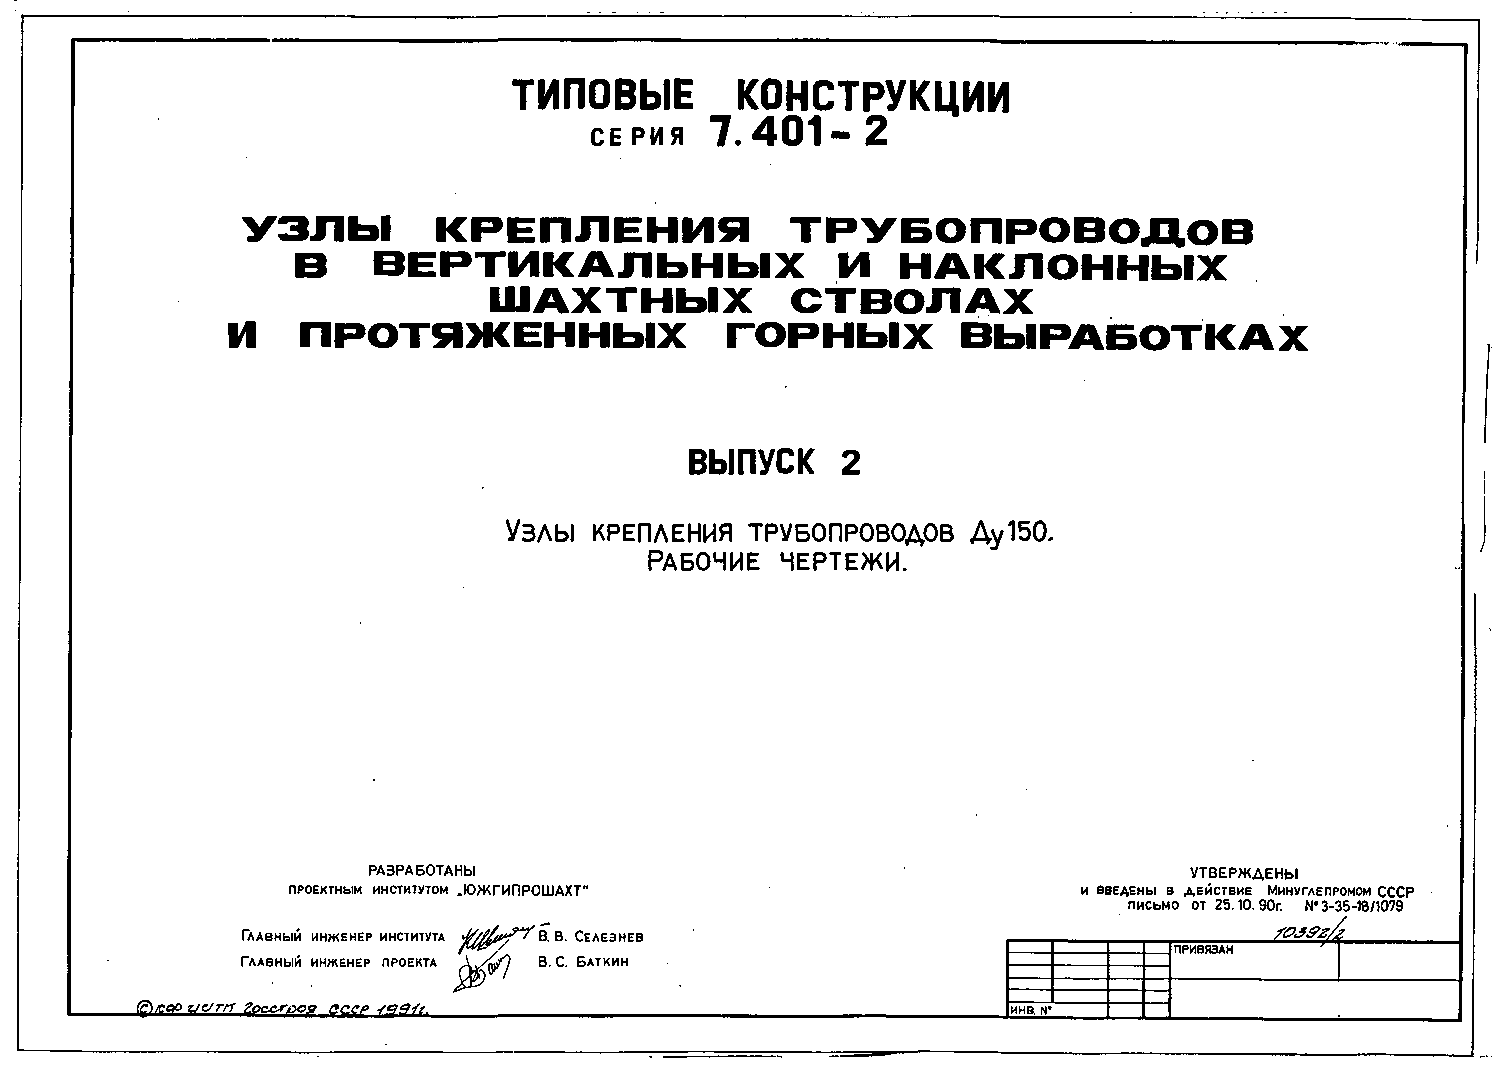 ТИПОВЫЕ КОНСТРУКЦИИ
СЕРИЯ 7.401-2
УЗЛЫ КРЕПЛЕНИЯ ТРУБОПРОВОДОВ
В ВЕРТИКАЛЬНЫХ И НАКЛОННЫХ
ШАХТНЫХ СТВОЛАХ
И ПРОТЯЖЕННЫХ ГОРНЫХ ВЫРАБОТКАХ
ВЫПУСК 2
УЗЛЫ КРЕПЛЕНИЯ ТРУБОПРОВОДОВ Ду150.
РАБОЧИЕ ЧЕРТЕЖИ.
РАЗРАБОТАНЫ
ПРОЕКТНЫМ ИНСТИТУТОМ „ЮЖГИПРОШАХТ"
ГЛАВНЫЙ ИНЖЕНЕР ИНСТИТУТА В. В. СЕЛЕЗНЕВ
ГЛАВНЫЙ ИНЖЕНЕР ПРОЕКТА В. С. БАТКИН
УТВЕРЖДЕНЫ
И ВВЕДЕНЫ В ДЕЙСТВИЕ МИНУГЛЕПРОМОМ СССР
ПИСЬМО ОТ 25.10.90г. №3-35-18/1079
10392/2
ПРИВЯЗАН
ИНВ. №
© ЦИТП Госстроя СССР 1991г.